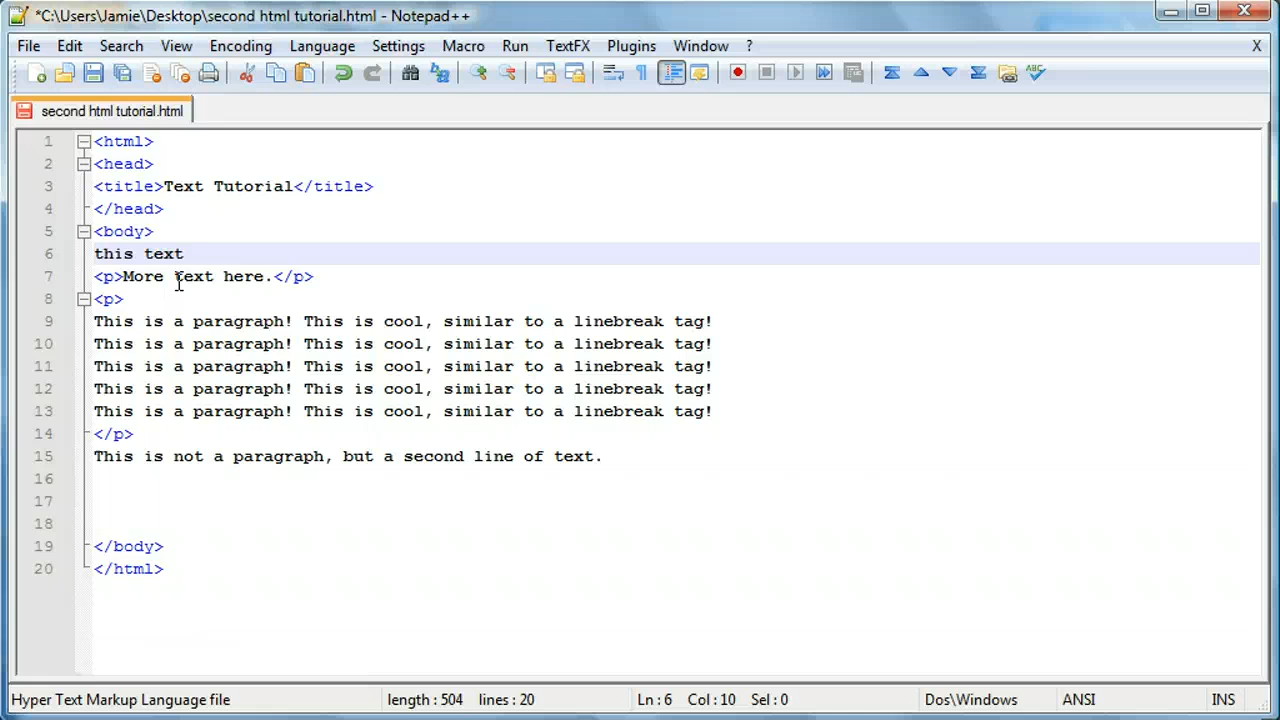 *C:\Users\Jamie\Desktop\second html tutorial.html - Notepad++
File Edit Search View Encoding Language Settings Macro Run TextFX Plugins Window ? X
second html tutorial.html
1 <html>
2 <head>
3 <title>Text Tutorial</title>
4 </head>
5 <body>
6 this text
7 <p>More text here.</p>
8 <p>
9 This is a paragraph! This is cool, similar to a linebreak tag!
10 This is a paragraph! This is cool, similar to a linebreak tag!
11 This is a paragraph! This is cool, similar to a linebreak tag!
12 This is a paragraph! This is cool, similar to a linebreak tag!
13 This is a paragraph! This is cool, similar to a linebreak tag!
14 </p>
15 This is not a paragraph, but a second line of text.
16
17
18
19 </body>
20 </html>
Hyper Text Markup Language file length : 504 lines : 20 Ln : 6 Col : 10 Sel : 0 Dos\Windows ANSI INS